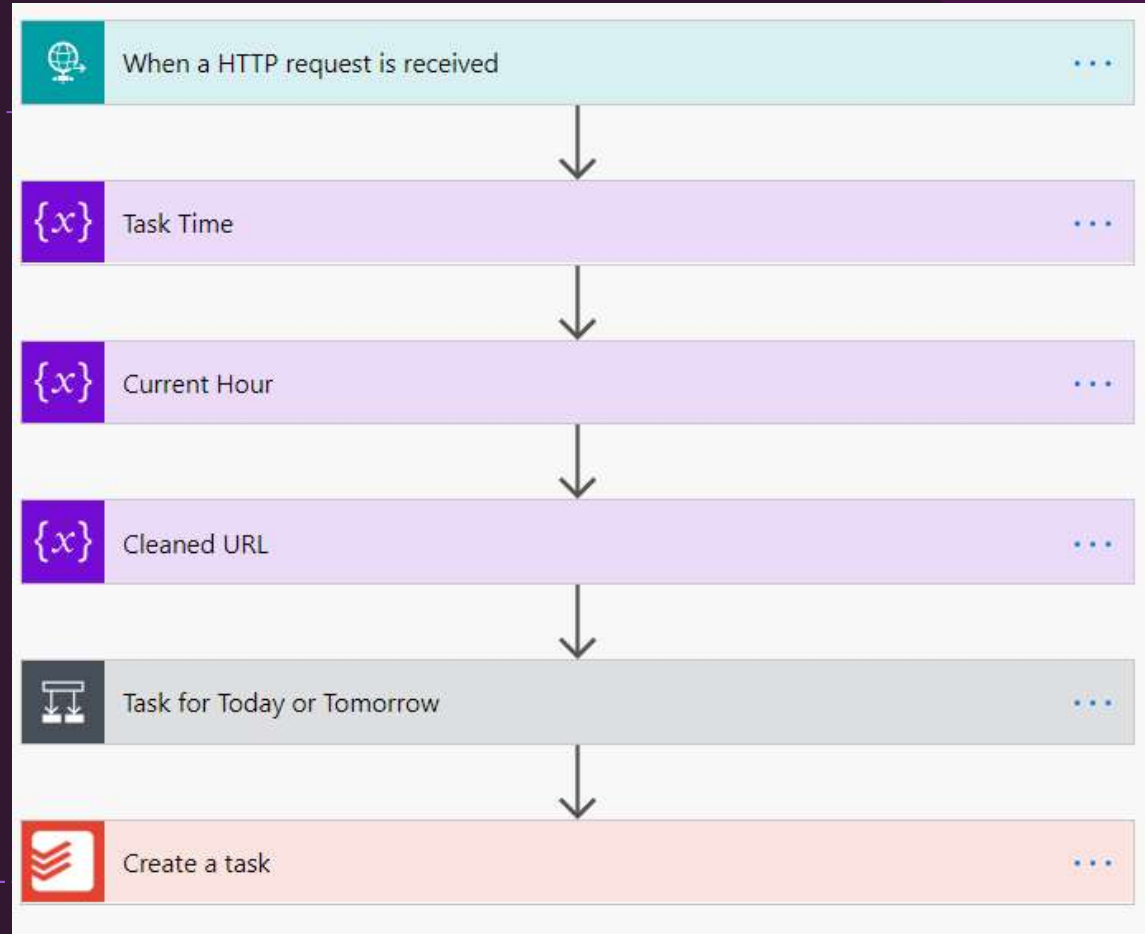 When a HTTP request is received
{x} Task Time
{x} Current Hour
{x} Cleaned URL
Task for Today or Tomorrow
Create a task